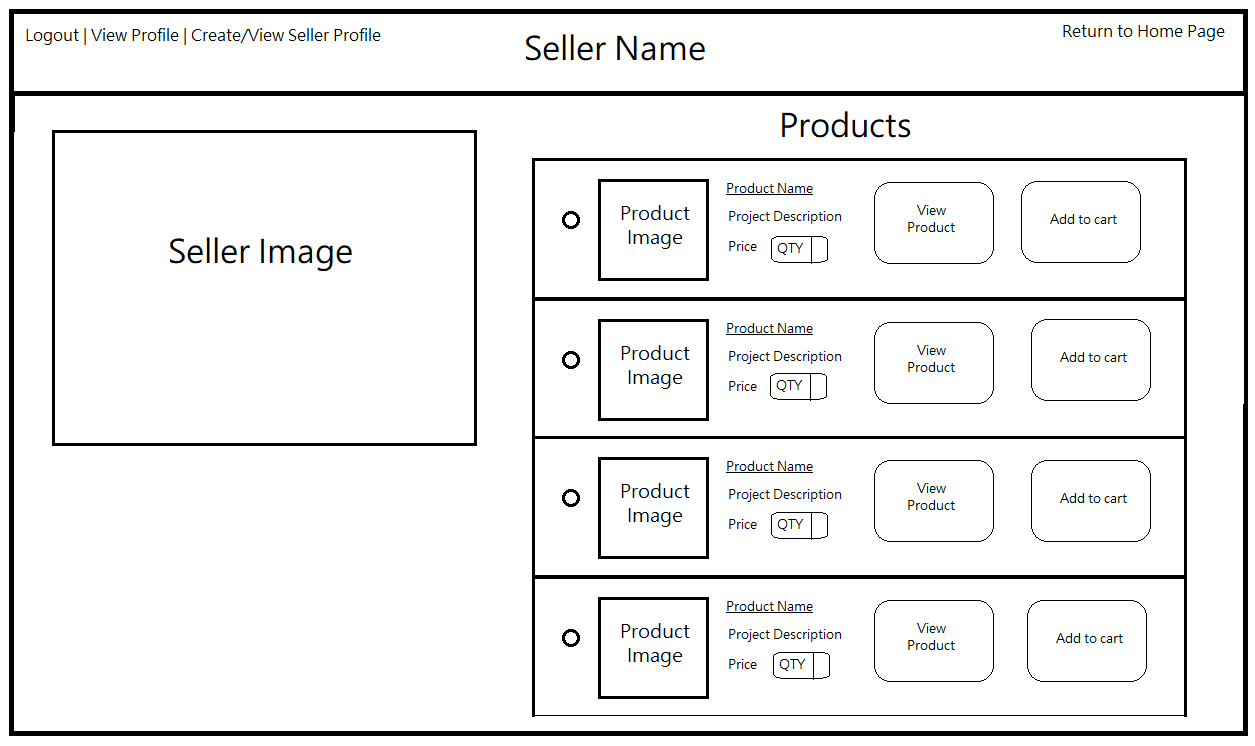 Logout | View Profile | Create/View Seller Profile
Seller Name
Return to Home Page
Seller Image
Products
Product
Image
Product Name
Project Description
Price
QTY
View
Product
Add to cart
Product
Image
Product Name
Project Description
Price
QTY
View
Product
Add to cart
Product
Image
Product Name
Project Description
Price
QTY
View
Product
Add to cart
Product
Image
Product Name
Project Description
Price
QTY
View
Product
Add to cart